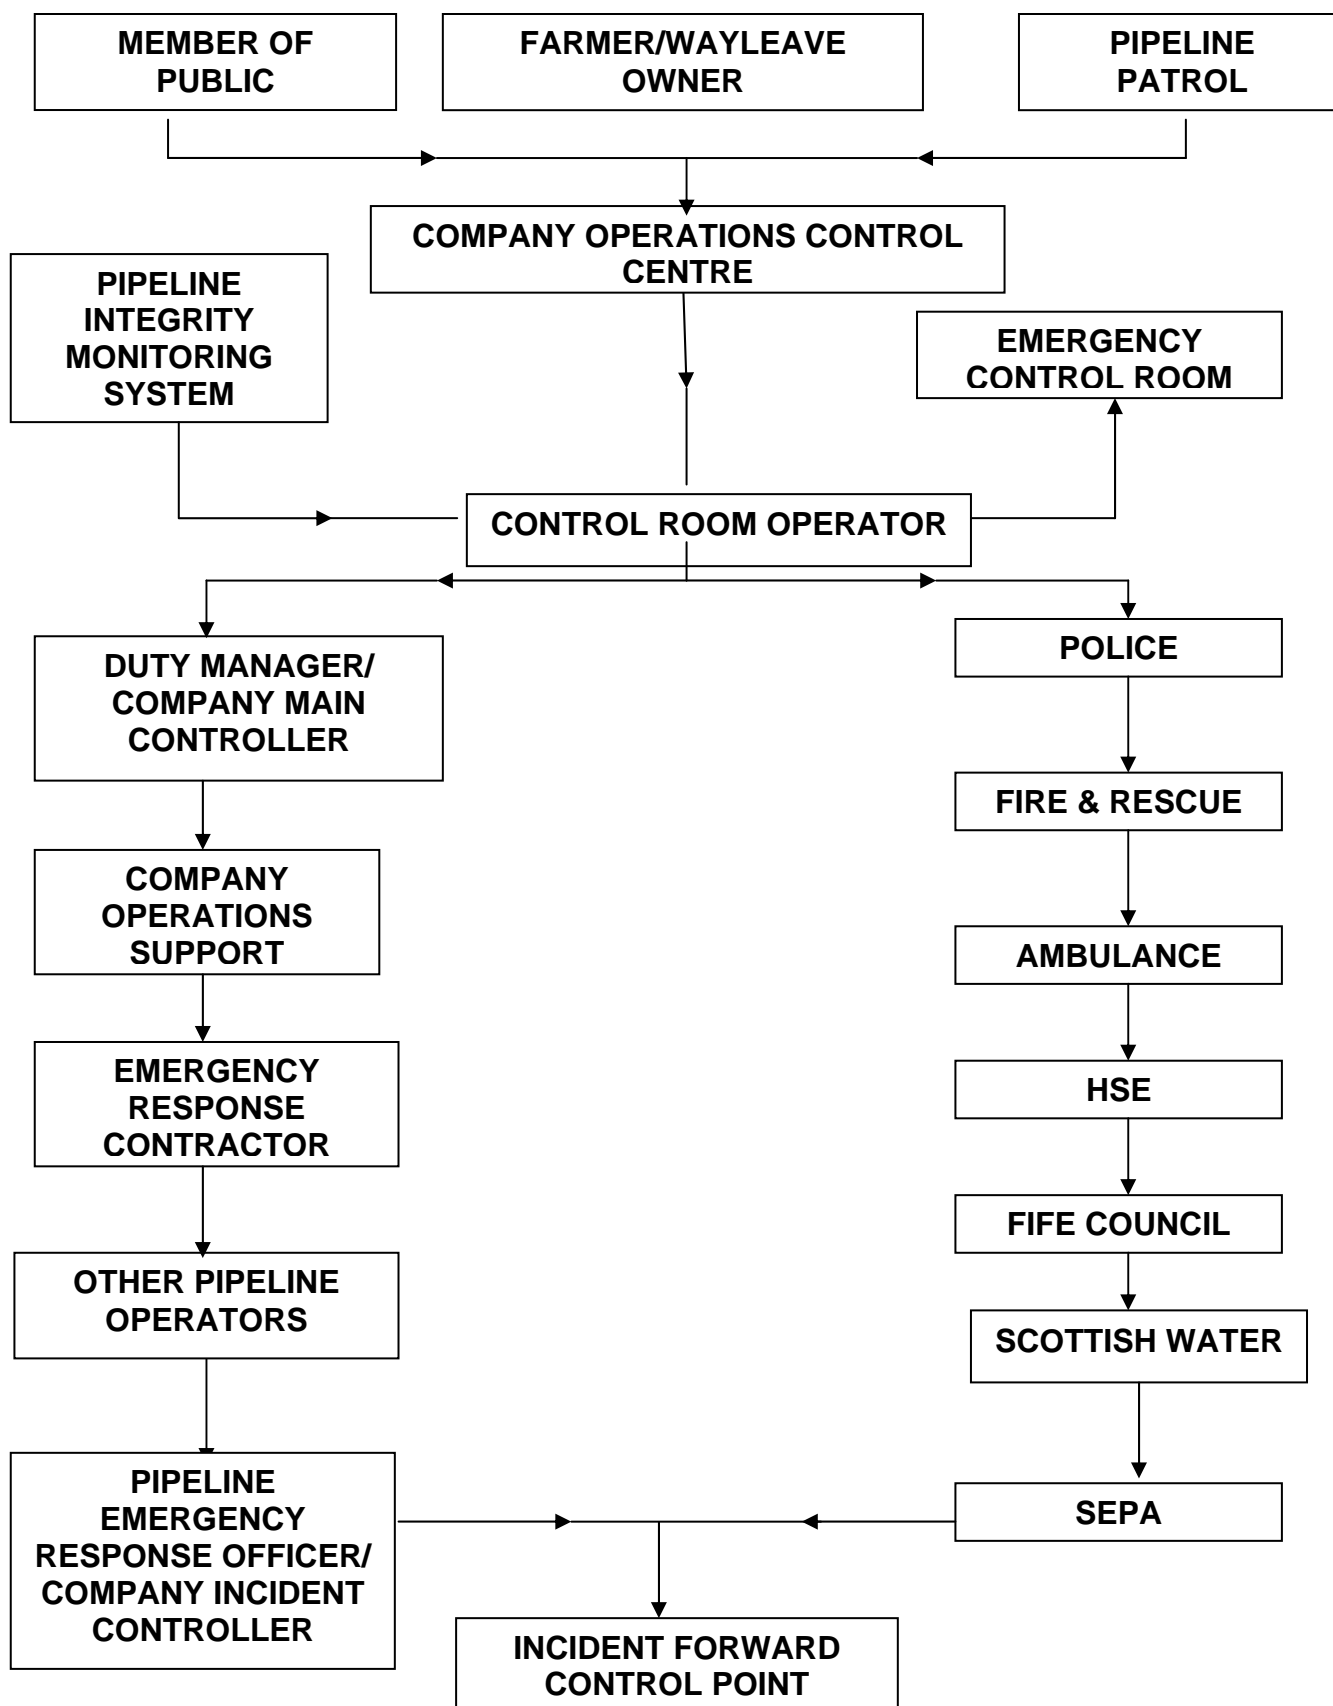 MEMBER OF
PUBLIC
FARMER/WAYLEAVE
OWNER
PIPELINE
PATROL
COMPANY OPERATIONS CONTROL
CENTRE
PIPELINE
INTEGRITY
MONITORING
SYSTEM
EMERGENCY
CONTROL ROOM
CONTROL ROOM OPERATOR
DUTY MANAGER/
COMPANY MAIN
CONTROLLER
COMPANY
OPERATIONS
SUPPORT
EMERGENCY
RESPONSE
CONTRACTOR
OTHER PIPELINE
OPERATORS
PIPELINE
EMERGENCY
RESPONSE OFFICER/
COMPANY INCIDENT
CONTROLLER
POLICE
FIRE & RESCUE
AMBULANCE
HSE
FIFE COUNCIL
SCOTTISH WATER
SEPA
INCIDENT FORWARD
CONTROL POINT